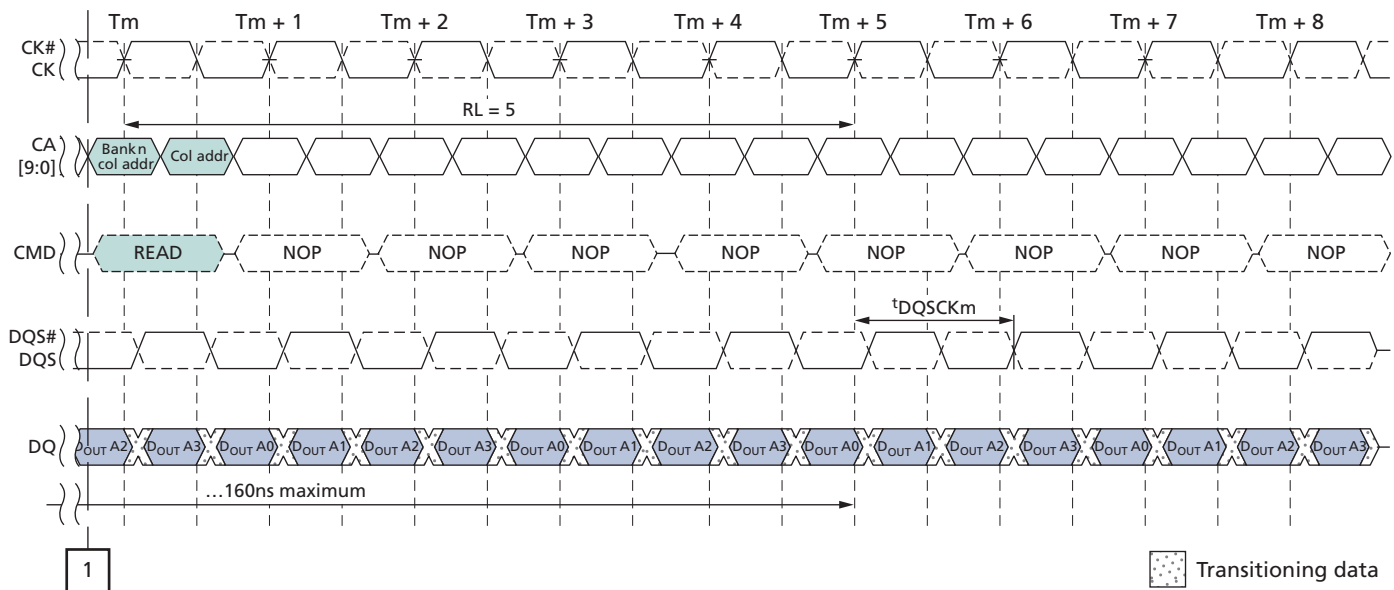 Tm Tm + 1 Tm + 2 Tm + 3 Tm + 4 Tm + 5 Tm + 6 Tm + 7 Tm + 8
CK#
CK
RL = 5
CA
[9:0]
Bank n
col addr
Col addr
CMD READ NOP NOP NOP NOP NOP NOP NOP NOP
tDQSCKm
DQS#
DQS
DQ DOUT A2 DOUT A3 DOUT A0 DOUT A1 DOUT A2 DOUT A3 DOUT A0 DOUT A1 DOUT A2 DOUT A3 DOUT A0 DOUT A1 DOUT A2 DOUT A3 DOUT A0 DOUT A1 DOUT A2 DOUT A3
...160ns maximum
1
Transitioning data